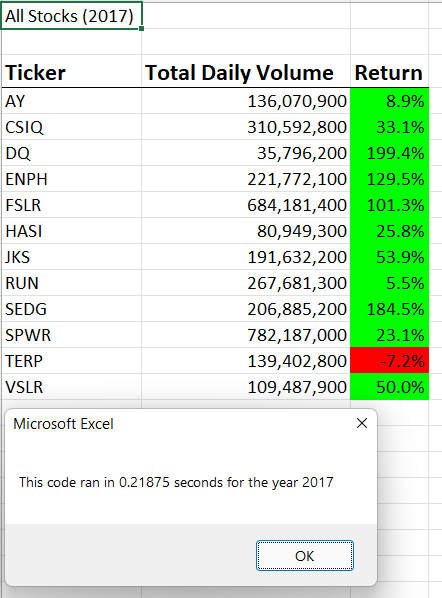 All Stocks (2017)
Ticker Total Daily Volume Return
AY 136,070,900 8.9%
CSIQ 310,592,800 33.1%
DQ 35,796,200 199.4%
ENPH 221,772,100 129.5%
FSLR 684,181,400 101.3%
HASI 80,949,300 25.8%
JKS 191,632,200 53.9%
RUN 267,681,300 5.5%
SEDG 206,885,200 184.5%
SPWR 782,187,000 23.1%
TERP 139,402,800 -7.2%
VSLR 109,487,900 50.0%
Microsoft Excel
This code ran in 0.21875 seconds for the year 2017
OK